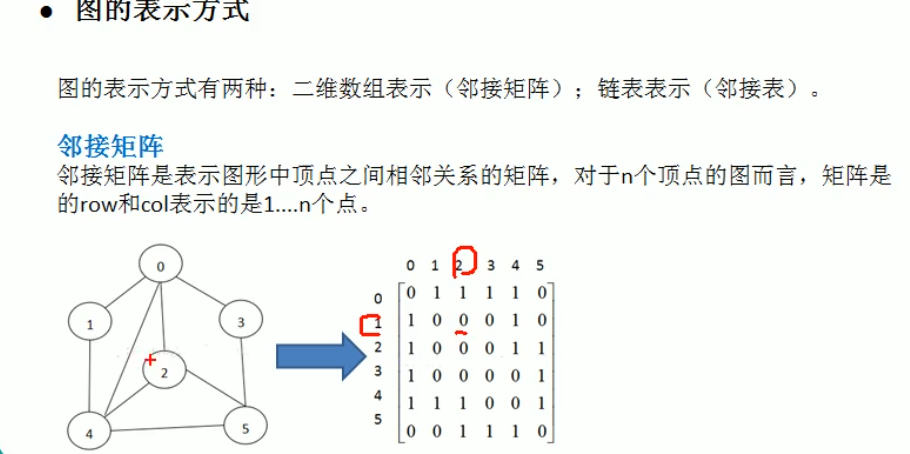 ● 图的表示方式
图的表示方式有两种：二维数组表示（邻接矩阵）；链表表示（邻接表）。
邻接矩阵
邻接矩阵是表示图形中顶点之间相邻关系的矩阵，对于n个顶点的图而言，矩阵是
的row和col表示的是1....n个点。
0
1
3
2
4
5
0 1 2 3 4 5
0 0 1 1 1 1 0
1 1 0 0 0 1 0
2 1 0 0 0 1 1
3 1 0 0 0 0 1
4 1 1 1 0 0 1
5 0 0 1 1 1 0